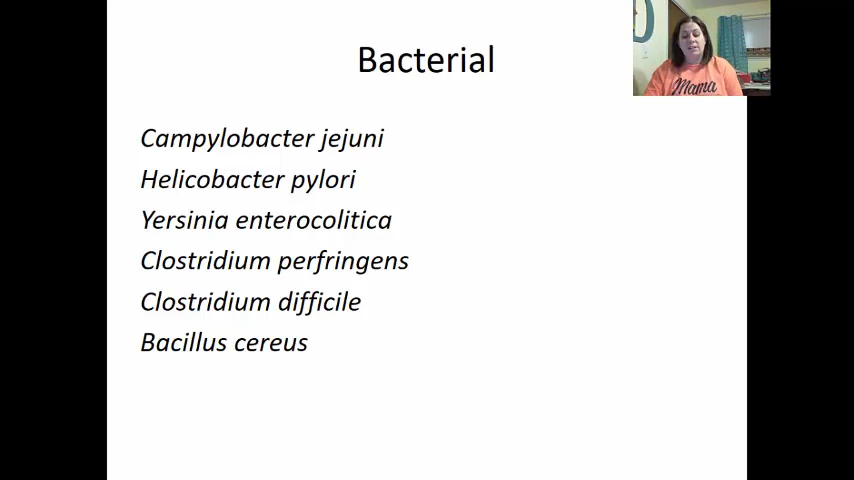 Bacterial
Mama
Campylobacter jejuni
Helicobacter pylori
Yersinia enterocolitica
Clostridium perfringens
Clostridium difficile
Bacillus cereus